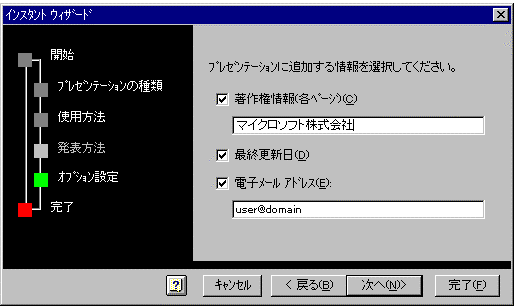 インスタント ウィザード
開始
プレゼンテーションの種類
使用方法
発表方法
オプション設定
完了
プレゼンテーションに追加する情報を選択してください。
著作権情報(各ページ)(C)
マイクロソフト株式会社
最終更新日(D)
電子メール アドレス(E):
user@domain
?
キャンセル
< 戻る(B)
次へ(N)>
完了(F)